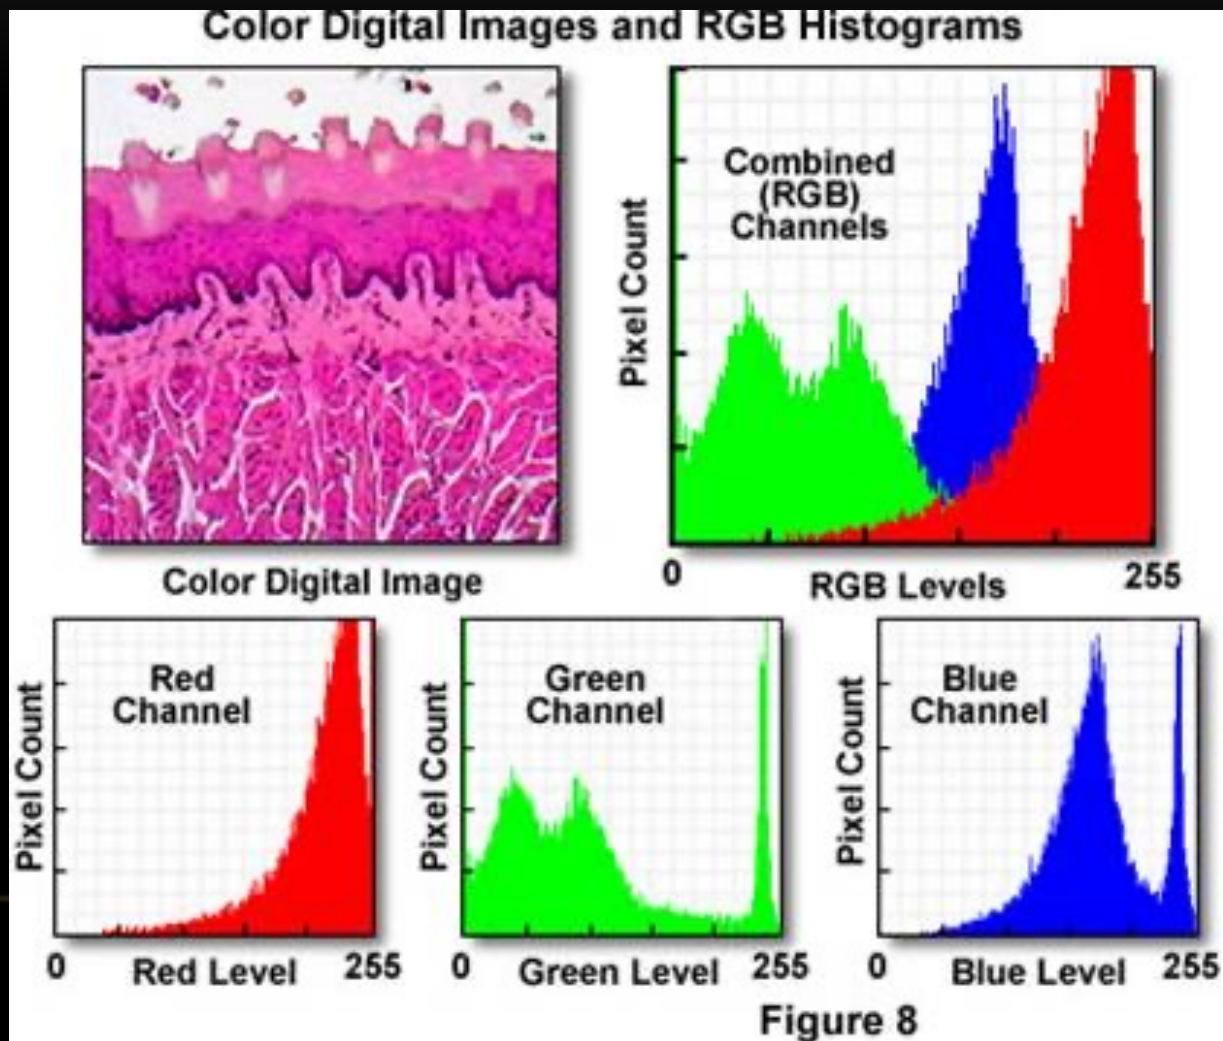 Color Digital Images and RGB Histograms
Combined
(RGB)
Channels
Pixel Count
0
RGB Levels
255
Color Digital Image
Red
Channel
Pixel Count
0
Red Level
255
Green
Channel
Pixel Count
0
Green Level
255
Blue
Channel
Pixel Count
0
Blue Level
255
Figure 8